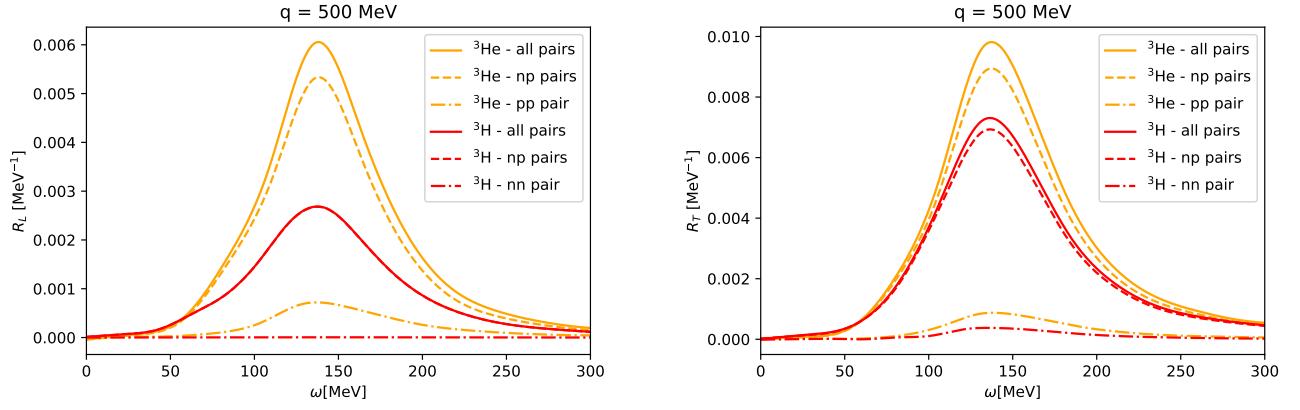 q = 500 MeV
R_L [MeV⁻¹]
0.006
0.005
0.004
0.003
0.002
0.001
0.000
³He - all pairs
³He - np pairs
³He - pp pair
³H - all pairs
³H - np pairs
³H - nn pair
0 50 100 150 200 250 300
ω[MeV]
q = 500 MeV
R_T [MeV⁻¹]
0.010
0.008
0.006
0.004
0.002
0.000
³He - all pairs
³He - np pairs
³He - pp pair
³H - all pairs
³H - np pairs
³H - nn pair
0 50 100 150 200 250 300
ω[MeV]